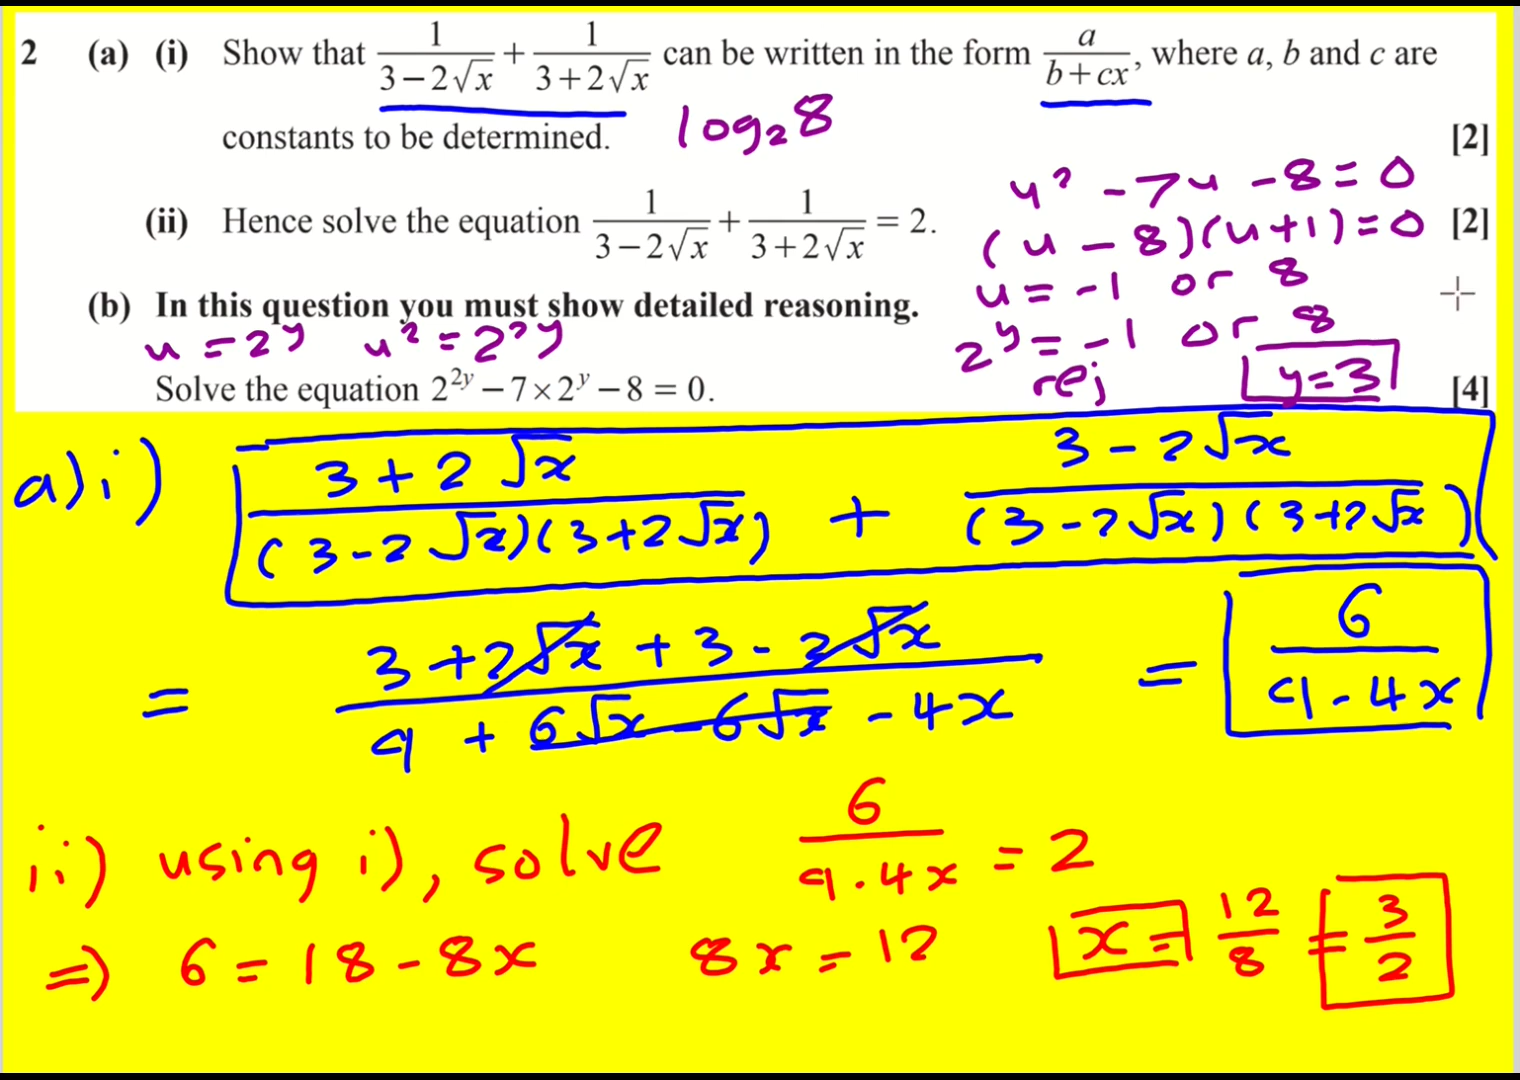 2 (a) (i) Show that 1/(3 − 2√x) + 1/(3 + 2√x) can be written in the form a/(b + cx), where a, b and c are
constants to be determined. [2]
log₂8
(ii) Hence solve the equation 1/(3 − 2√x) + 1/(3 + 2√x) = 2. [2]
u² − 7u − 8 = 0
(u − 8)(u + 1) = 0
u = −1 or 8
(b) In this question you must show detailed reasoning.
u = 2^y u² = 2^2y
2^y = −1 or 8
rej y = 3
Solve the equation 2^2y − 7 × 2^y − 8 = 0. [4]
a) i) (3 + 2√x)/((3 − 2√x)(3 + 2√x)) + (3 − 2√x)/((3 − 2√x)(3 + 2√x))
= (3 + 2√x + 3 − 2√x)/(9 + 6√x − 6√x − 4x) = 6/(9 − 4x)
ii) using i), solve 6/(9 − 4x) = 2
⇒) 6 = 18 − 8x 8x = 12 x = 12/8 = 3/2